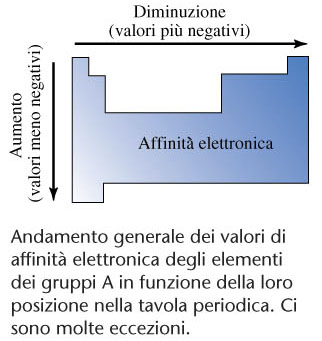 Diminuzione
(valori più negativi)
Aumento
(valori meno negativi)
Affinità elettronica
Andamento generale dei valori di
affinità elettronica degli elementi
dei gruppi A in funzione della loro
posizione nella tavola periodica. Ci
sono molte eccezioni.